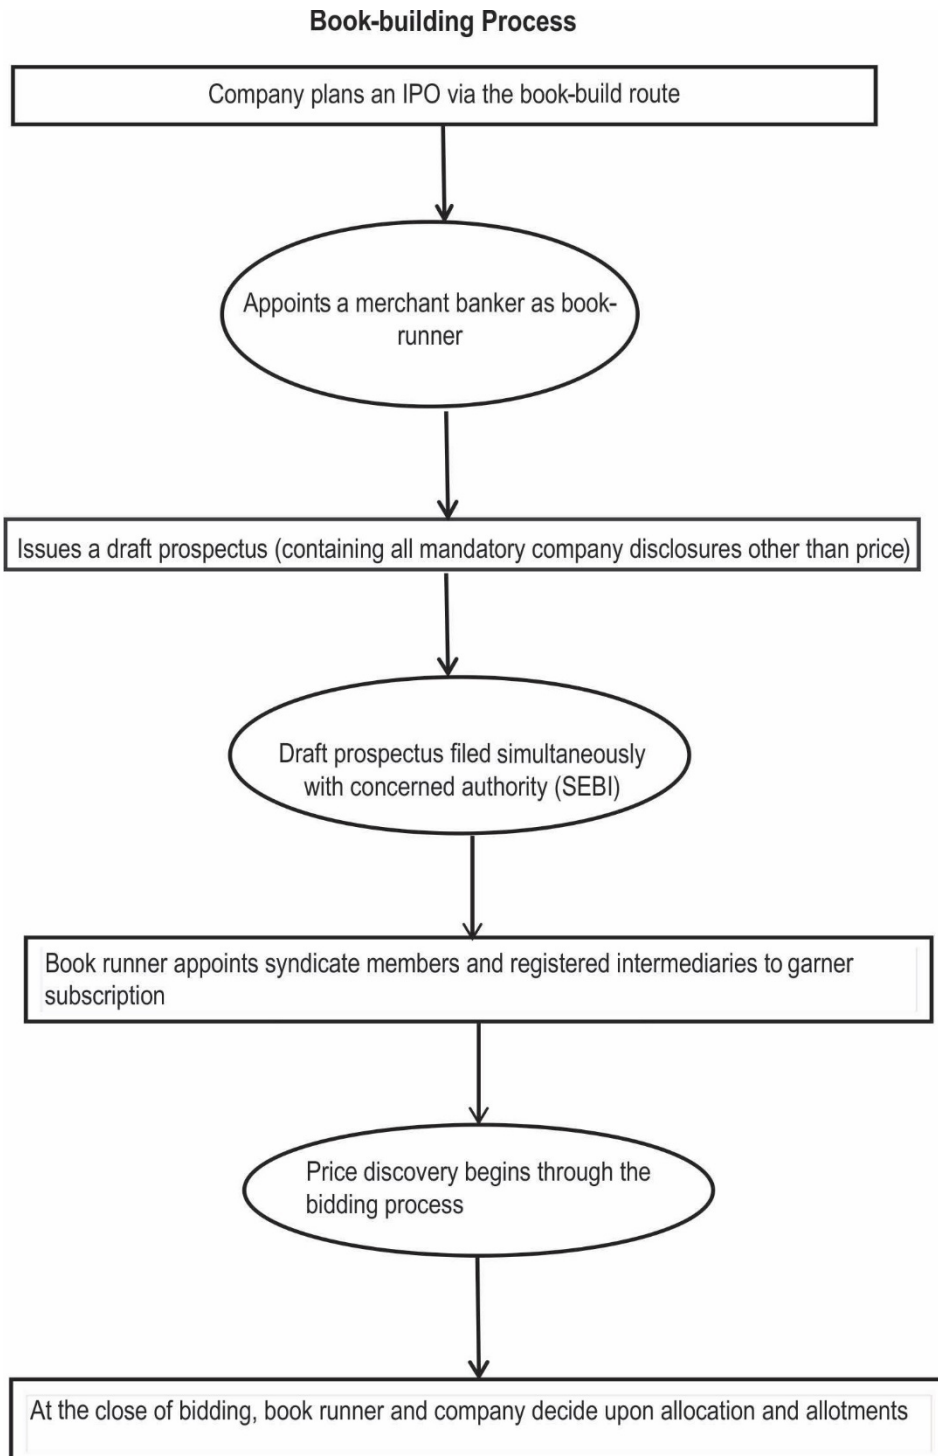 Book-building Process
Company plans an IPO via the book-build route
Appoints a merchant banker as book-
runner
Issues a draft prospectus (containing all mandatory company disclosures other than price)
Draft prospectus filed simultaneously
with concerned authority (SEBI)
Book runner appoints syndicate members and registered intermediaries to garner
subscription
Price discovery begins through the
bidding process
At the close of bidding, book runner and company decide upon allocation and allotments